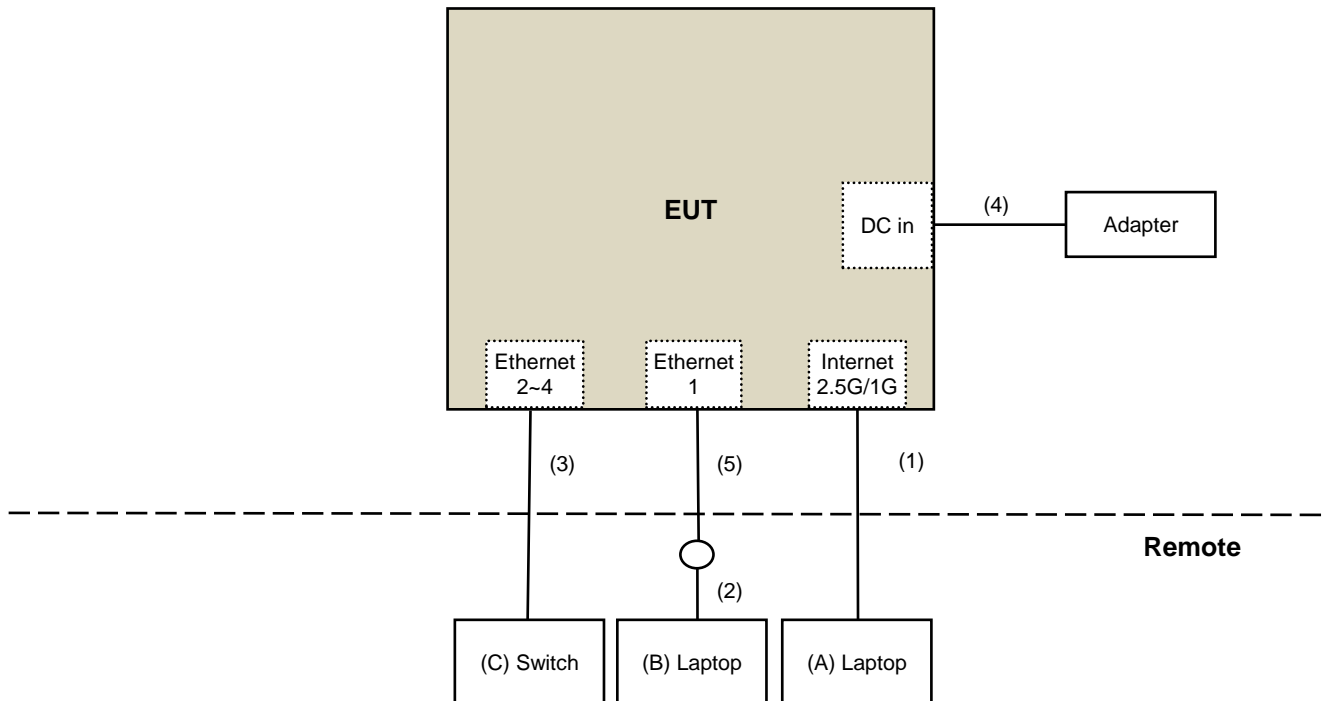 EUT
DC in
(4)
Adapter
Ethernet
2~4
Ethernet
1
Internet
2.5G/1G
(3)
(5)
(1)
Remote
(2)
(C) Switch
(B) Laptop
(A) Laptop